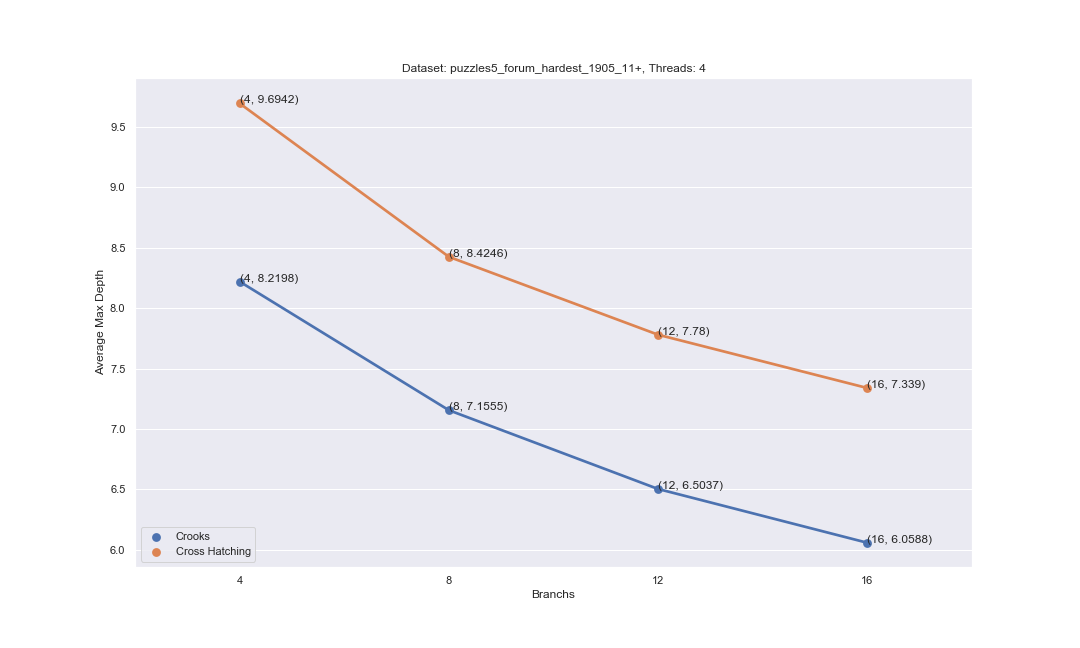 Dataset: puzzles5_forum_hardest_1905_11+, Threads: 4
(4, 9.6942)
9.5
9.0
8.5
(8, 8.4246)
(4, 8.2198)
8.0
Average Max Depth
(12, 7.78)
7.5
(16, 7.339)
(8, 7.1555)
7.0
6.5
(12, 6.5037)
(16, 6.0588)
6.0
Crooks
Cross Hatching
4 8 12 16
Branchs